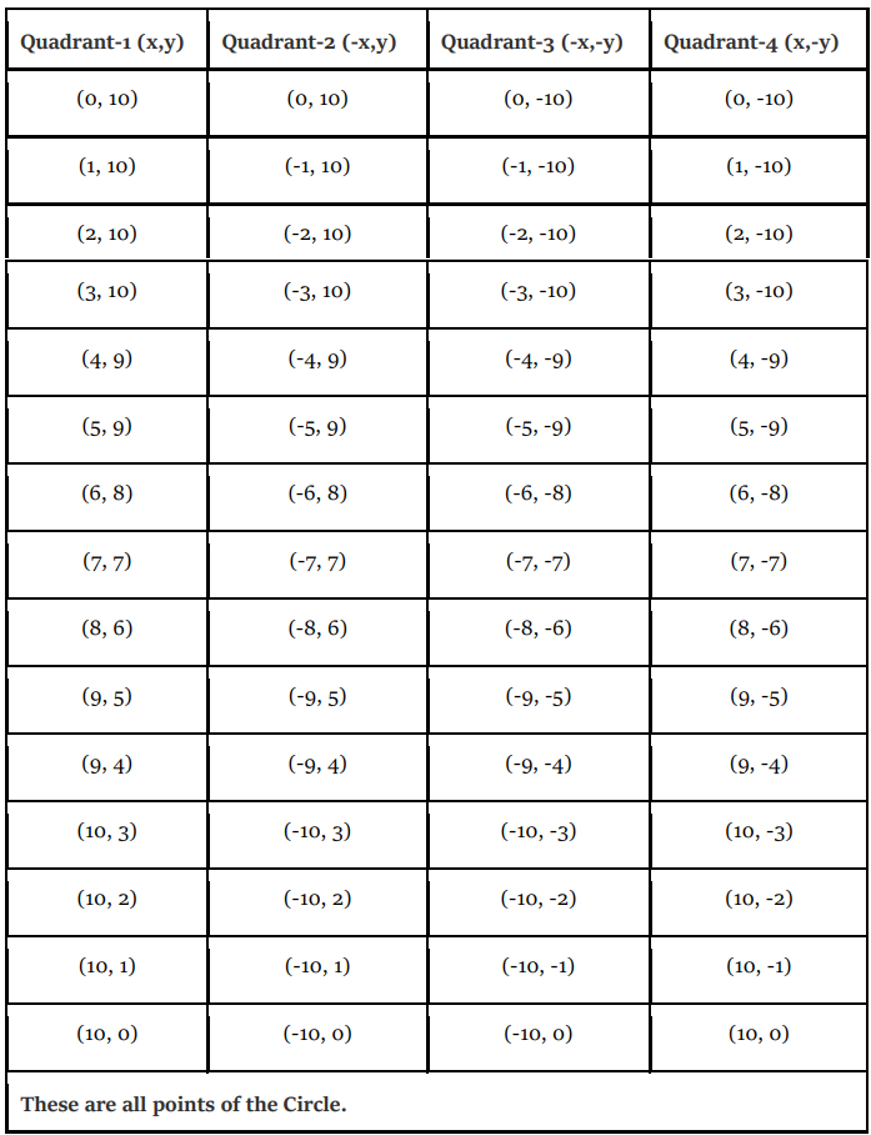 Quadrant-1 (x,y) Quadrant-2 (-x,y) Quadrant-3 (-x,-y) Quadrant-4 (x,-y)
(0, 10) (0, 10) (0, -10) (0, -10)
(1, 10) (-1, 10) (-1, -10) (1, -10)
(2, 10) (-2, 10) (-2, -10) (2, -10)
(3, 10) (-3, 10) (-3, -10) (3, -10)
(4, 9) (-4, 9) (-4, -9) (4, -9)
(5, 9) (-5, 9) (-5, -9) (5, -9)
(6, 8) (-6, 8) (-6, -8) (6, -8)
(7, 7) (-7, 7) (-7, -7) (7, -7)
(8, 6) (-8, 6) (-8, -6) (8, -6)
(9, 5) (-9, 5) (-9, -5) (9, -5)
(9, 4) (-9, 4) (-9, -4) (9, -4)
(10, 3) (-10, 3) (-10, -3) (10, -3)
(10, 2) (-10, 2) (-10, -2) (10, -2)
(10, 1) (-10, 1) (-10, -1) (10, -1)
(10, 0) (-10, 0) (-10, 0) (10, 0)
These are all points of the Circle.